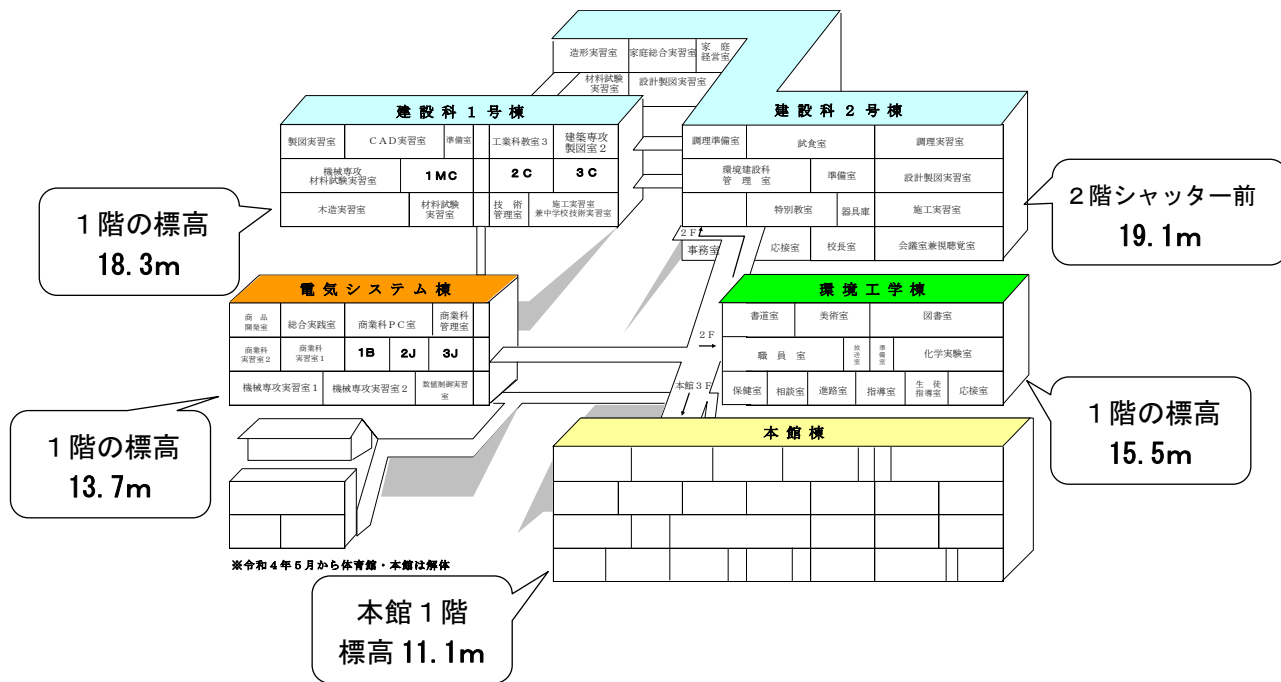 造形実習室
家庭総合実習室
家　庭
経営室
材料試験
実習室
設計製図実習室
建設科１号棟
製図実習室
ＣＡＤ実習室
準備室
工業科教室３
建築専攻
製図室２
機械専攻
材料試験実習室
１ＭＣ
２Ｃ
３Ｃ
木造実習室
材料試験
実習室
技　術
管理室
施工実習室
兼中学校技術実習室
建設科２号棟
調理準備室
試食室
調理実習室
環境建設科
管　理　室
準備室
設計製図実習室
特別教室
器具庫
施工実習室
２Ｆ
事務室
応接室
校長室
会議室兼視聴覚室
１階の標高
18.3ｍ
２階シャッター前
19.1ｍ
電気システム棟
商　品
開発室
総合実践室
商業科ＰＣ室
商業科
管理室
商業科
実習室２
商業科
実習室１
１Ｂ
２Ｊ
３Ｊ
機械専攻実習室１
機械専攻実習室２
数値制御実習
室
環境工学棟
書道室
美術室
図書室
２Ｆ
職　員　室
放送室
準備室
化学実験室
本館３Ｆ
保健室
相談室
進路室
指導室
生　徒
指導室
応接室
１階の標高
13.7ｍ
１階の標高
15.5ｍ
本館棟
※令和４年５月から体育館・本館は解体
本館１階
標高 11.1ｍ